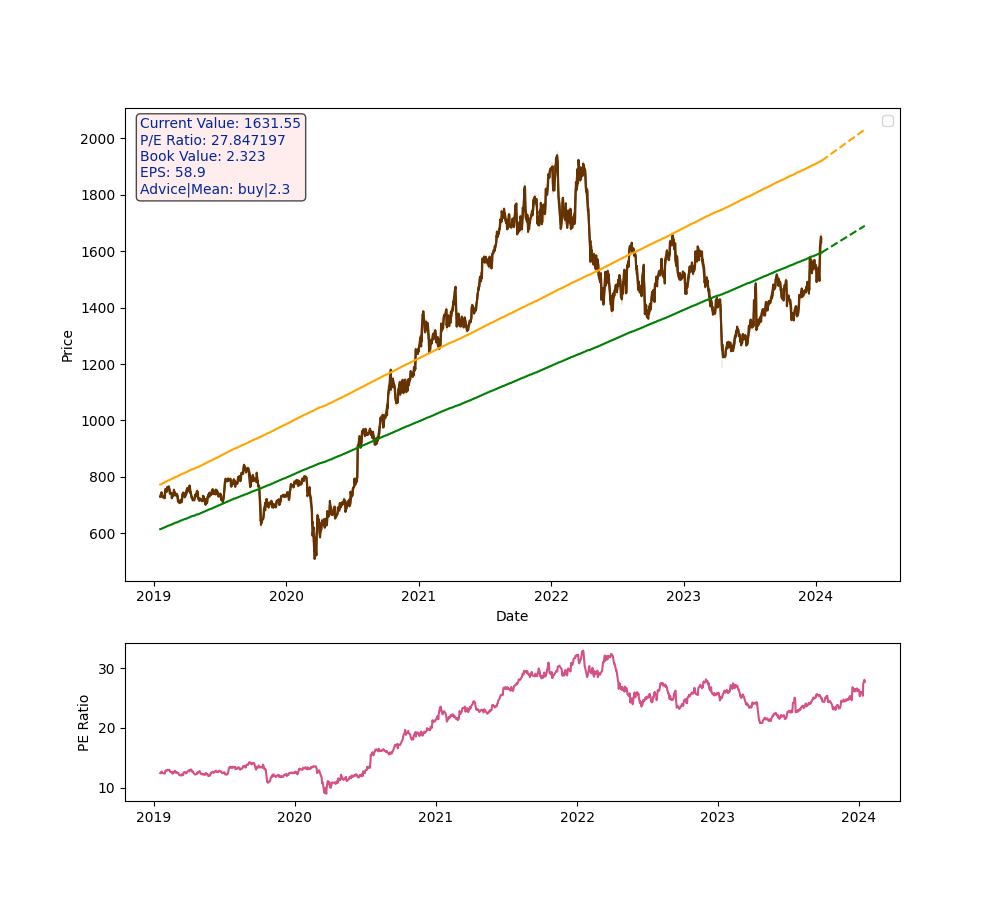 Current Value: 1631.55
P/E Ratio: 27.847197
Book Value: 2.323
EPS: 58.9
Advice|Mean: buy|2.3
2000
1800
1600
1400
1200
1000
800
600
Price
2019 2020 2021 2022 2023 2024
Date
30
20
10
PE Ratio
2019 2020 2021 2022 2023 2024